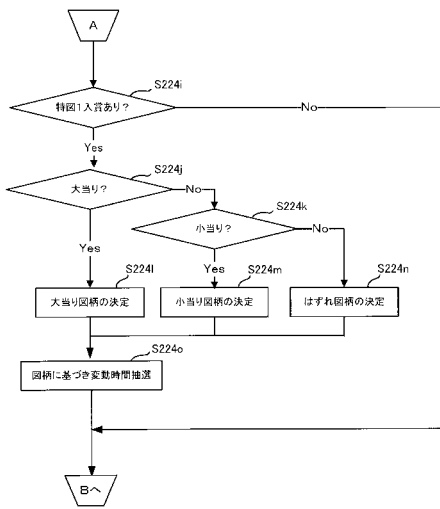 A
S224i
特図1入賞あり?
No
Yes
S224j
大当り?
No
S224k
小当り?
No
Yes
Yes
S224l
S224m
S224n
大当り図柄の決定
小当り図柄の決定
はずれ図柄の決定
S224o
図柄に基づき変動時間抽選
Bへ